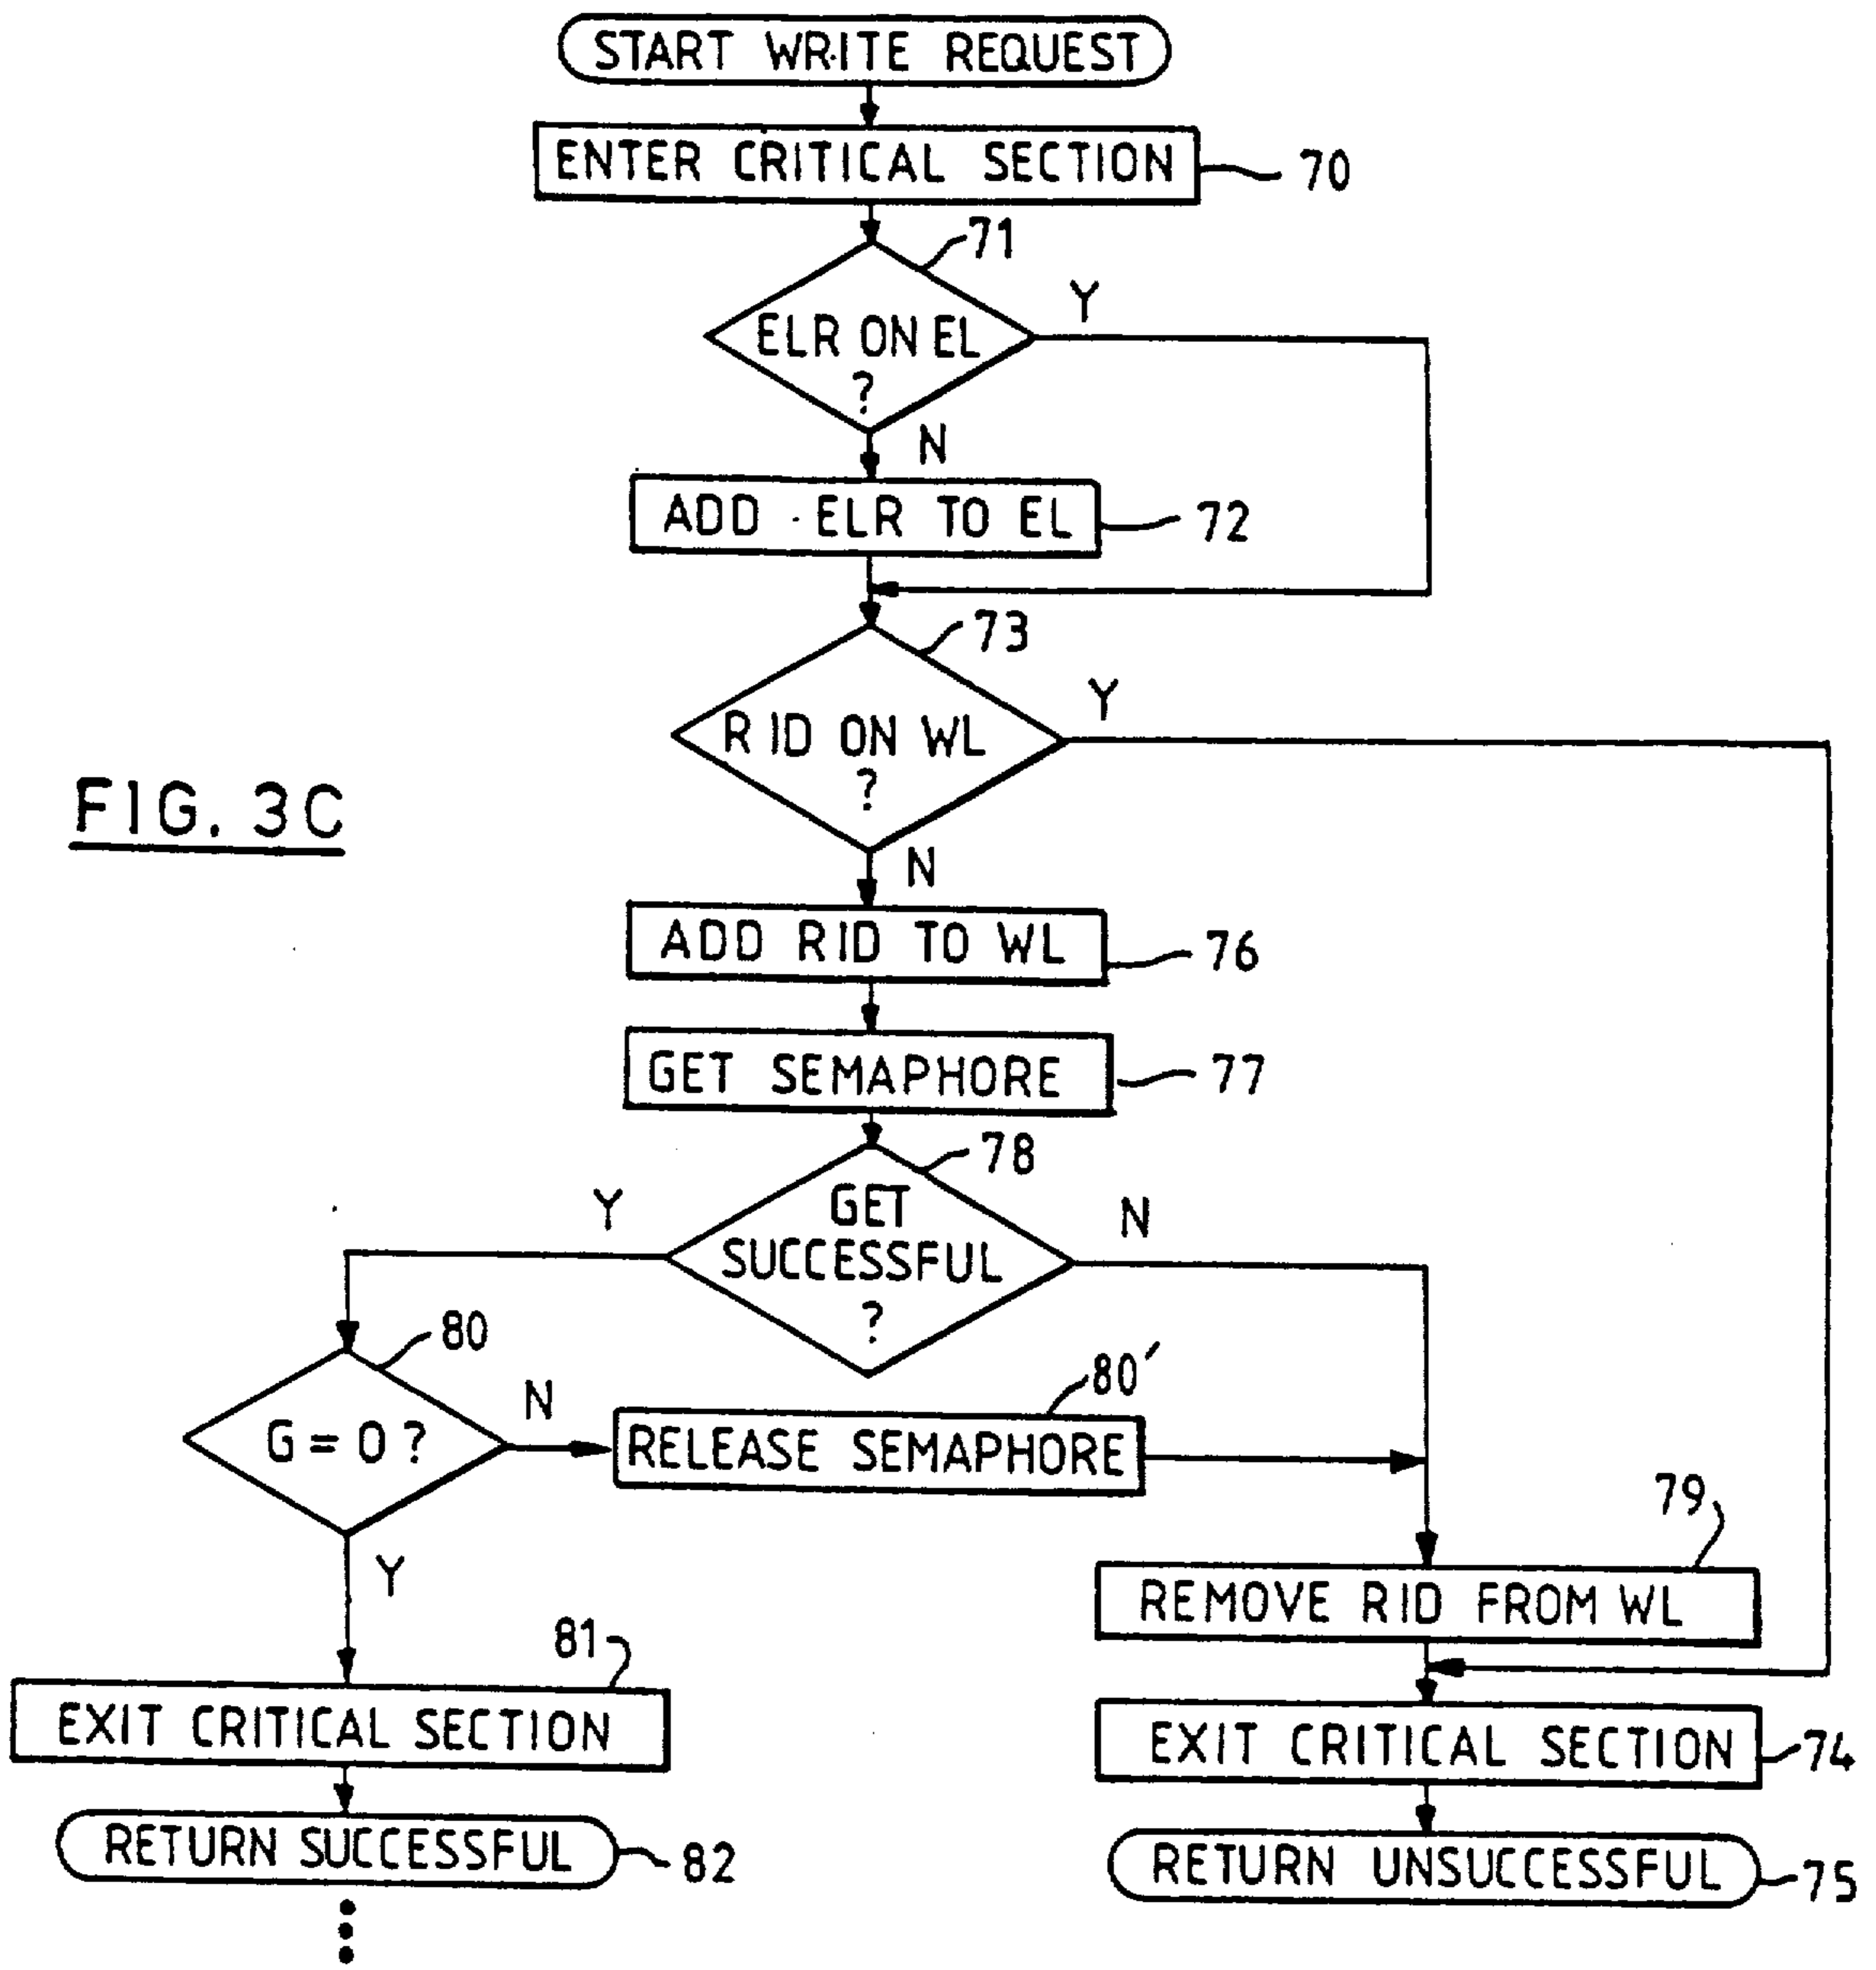 START WRITE REQUEST
ENTER CRITICAL SECTION
70
71
ELR ON EL
?
Y
N
ADD ELR TO EL
72
73
RID ON WL
?
Y
FIG. 3C
N
ADD RID TO WL
76
GET SEMAPHORE
77
78
GET
SUCCESSFUL
?
Y
N
80
G=0?
N
80'
RELEASE SEMAPHORE
79
Y
REMOVE RID FROM WL
81
EXIT CRITICAL SECTION
EXIT CRITICAL SECTION
74
RETURN SUCCESSFUL
82
RETURN UNSUCCESSFUL
75